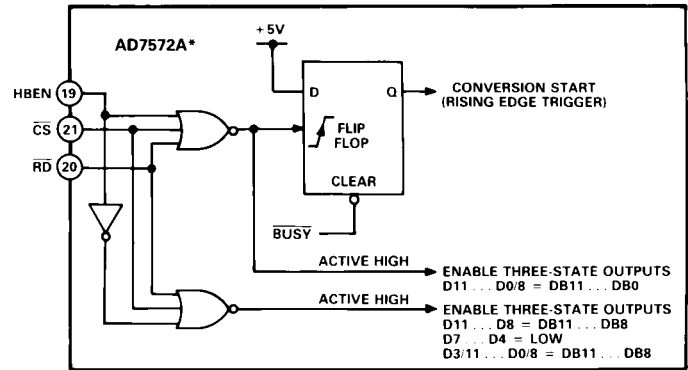 AD7572A*
+5V
HBEN 19
CS 21
RD 20
D
Q
FLIP
FLOP
CLEAR
BUSY
CONVERSION START
(RISING EDGE TRIGGER)
ACTIVE HIGH
ENABLE THREE-STATE OUTPUTS
D11 . . . D0/8 = DB11 . . . DB0
ACTIVE HIGH
ENABLE THREE-STATE OUTPUTS
D11 . . . D8 = DB11 . . . DB8
D7 . . . D4 = LOW
D3/11 . . . D0/8 = DB11 . . . DB8